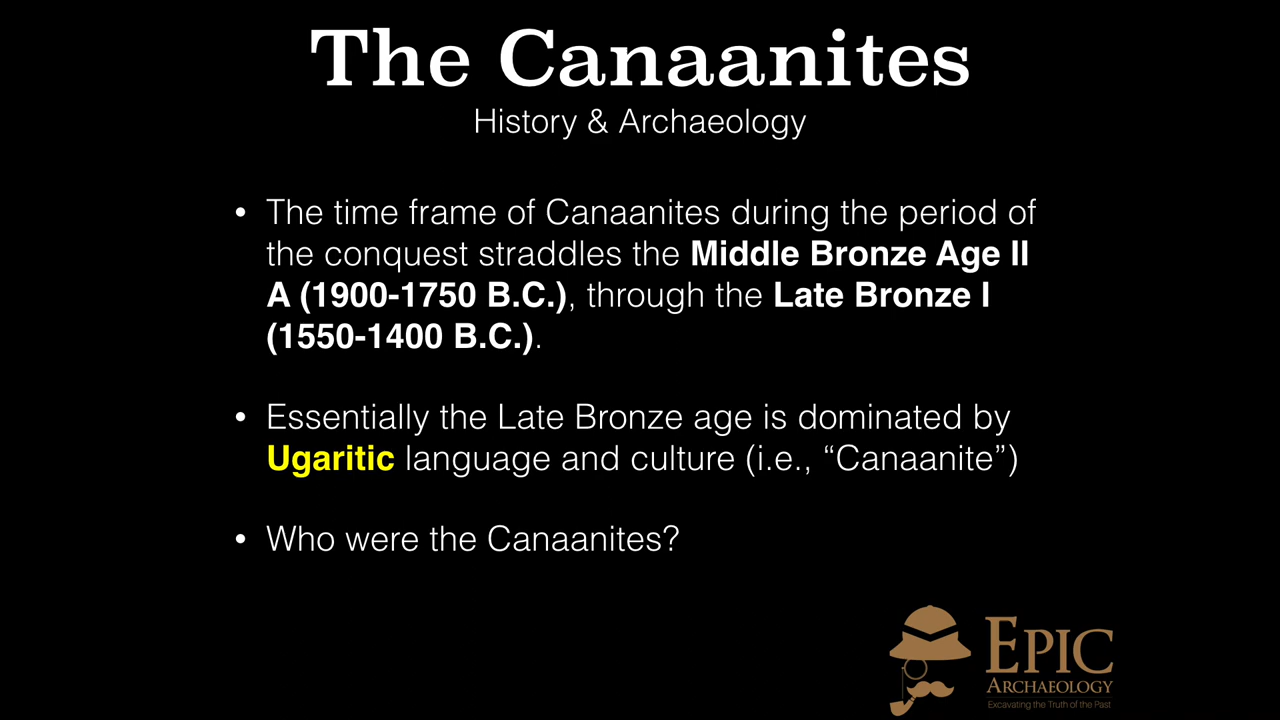 The Canaanites
History & Archaeology
• The time frame of Canaanites during the period of
the conquest straddles the Middle Bronze Age II
A (1900-1750 B.C.), through the Late Bronze I
(1550-1400 B.C.).
• Essentially the Late Bronze age is dominated by
Ugaritic language and culture (i.e., “Canaanite”)
• Who were the Canaanites?
EPIC
ARCHAEOLOGY
Excavating the Truth of the Past